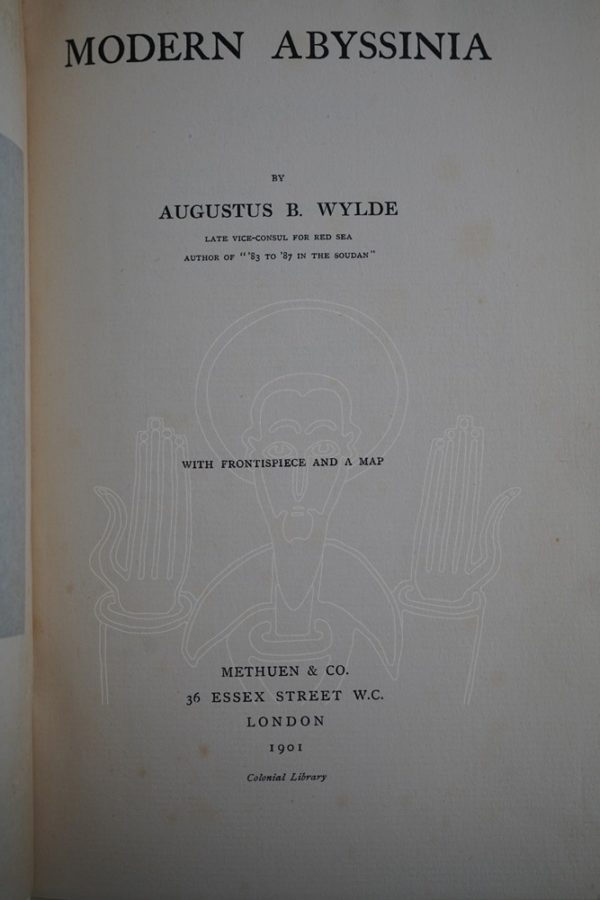 MODERN ABYSSINIA
BY
AUGUSTUS B. WYLDE
LATE VICE-CONSUL FOR RED SEA
AUTHOR OF "'83 TO '87 IN THE SOUDAN"
WITH FRONTISPIECE AND A MAP
METHUEN & CO.
36 ESSEX STREET W.C.
LONDON
1901
Colonial Library